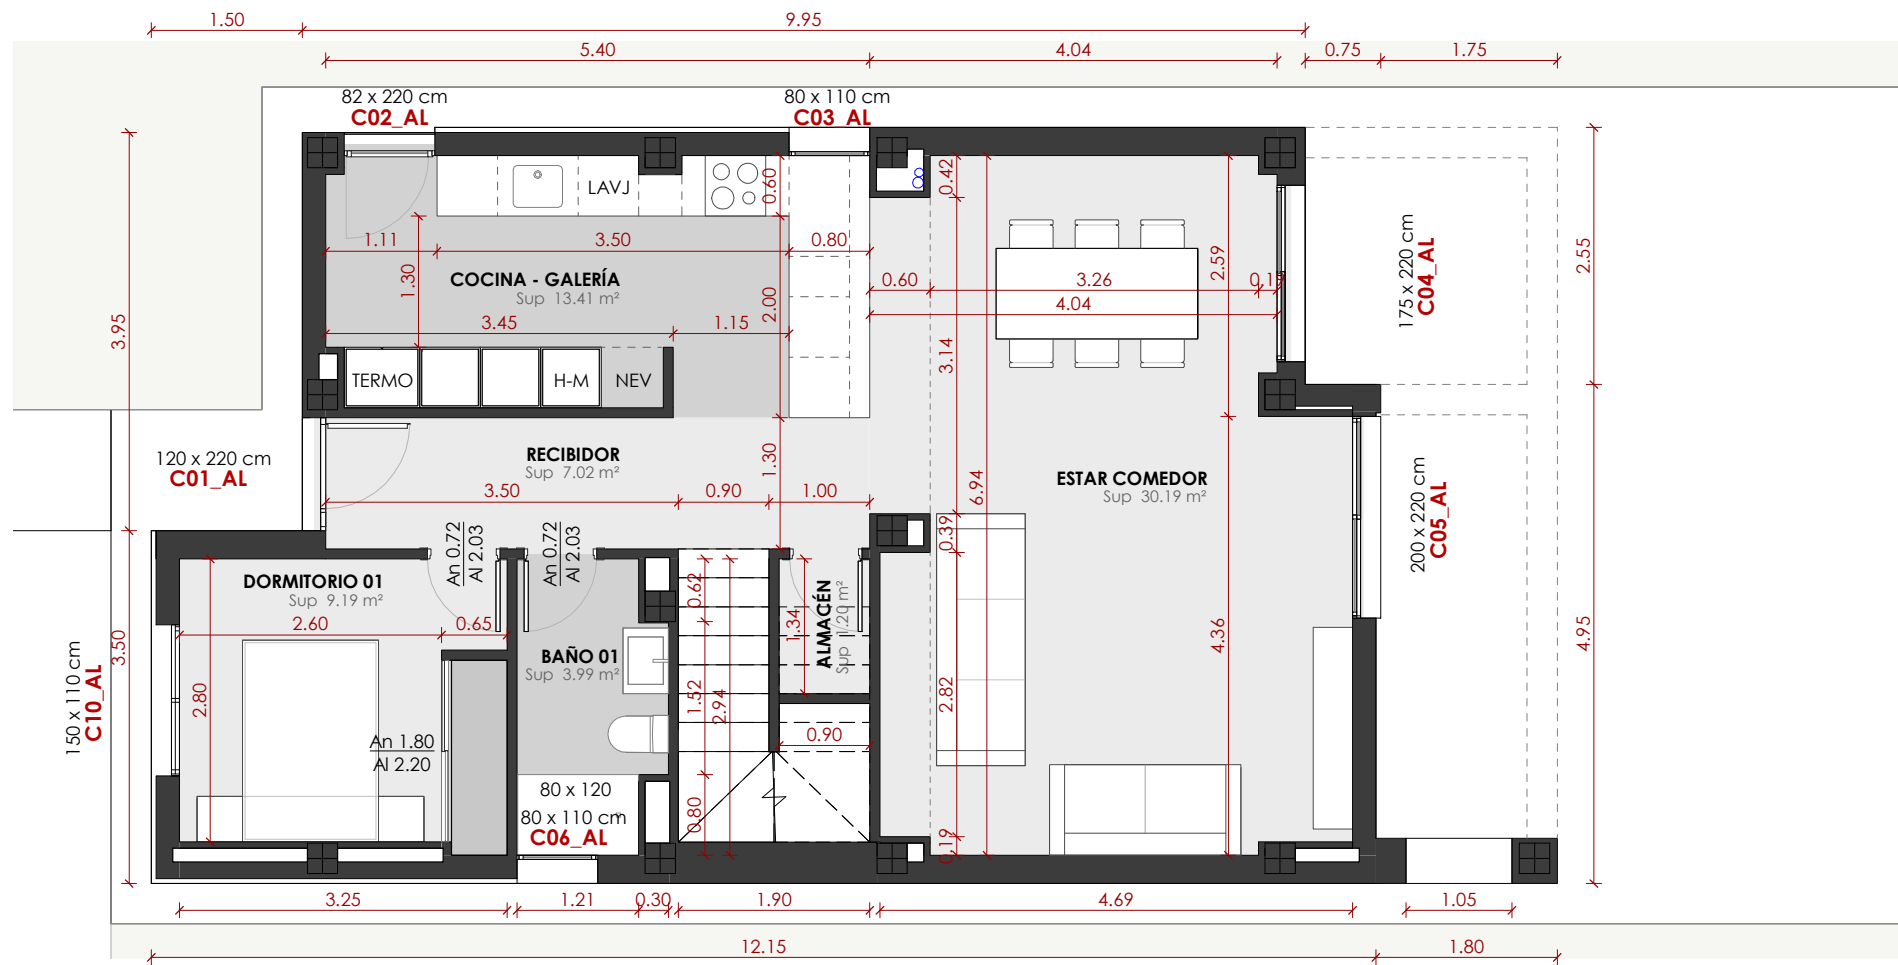 1.50
9.95
5.40
4.04
0.75
1.75
82 x 220 cm
C02_AL
80 x 110 cm
C03_AL
LAVJ
0.60
0.42
1.11
3.50
0.80
1.30
COCINA - GALERÍA
Sup 13.41 m²
2.00
0.60
3.26
4.04
2.59
175 x 220 cm
C04_AL
2.55
3.95
3.45
1.15
3.14
TERMO
H-M
NEV
120 x 220 cm
C01_AL
RECIBIDOR
Sup 7.02 m²
1.30
3.50
0.90
1.00
6.94
ESTAR COMEDOR
Sup 30.19 m²
200 x 220 cm
C05_AL
An 0.72
Al 2.03
An 0.72
Al 2.03
0.39
DORMITORIO 01
Sup 9.19 m²
2.60
0.65
0.62
1.34
ALMACÉN
Sup 1.20 m²
4.36
4.95
3.50
150 x 110 cm
C10_AL
2.80
BAÑO 01
Sup 3.99 m²
1.52
2.94
2.82
An 1.80
Al 2.20
0.90
80 x 120
80 x 110 cm
C06_AL
0.80
0.19
3.25
1.21
0.30
1.90
4.69
1.05
12.15
1.80